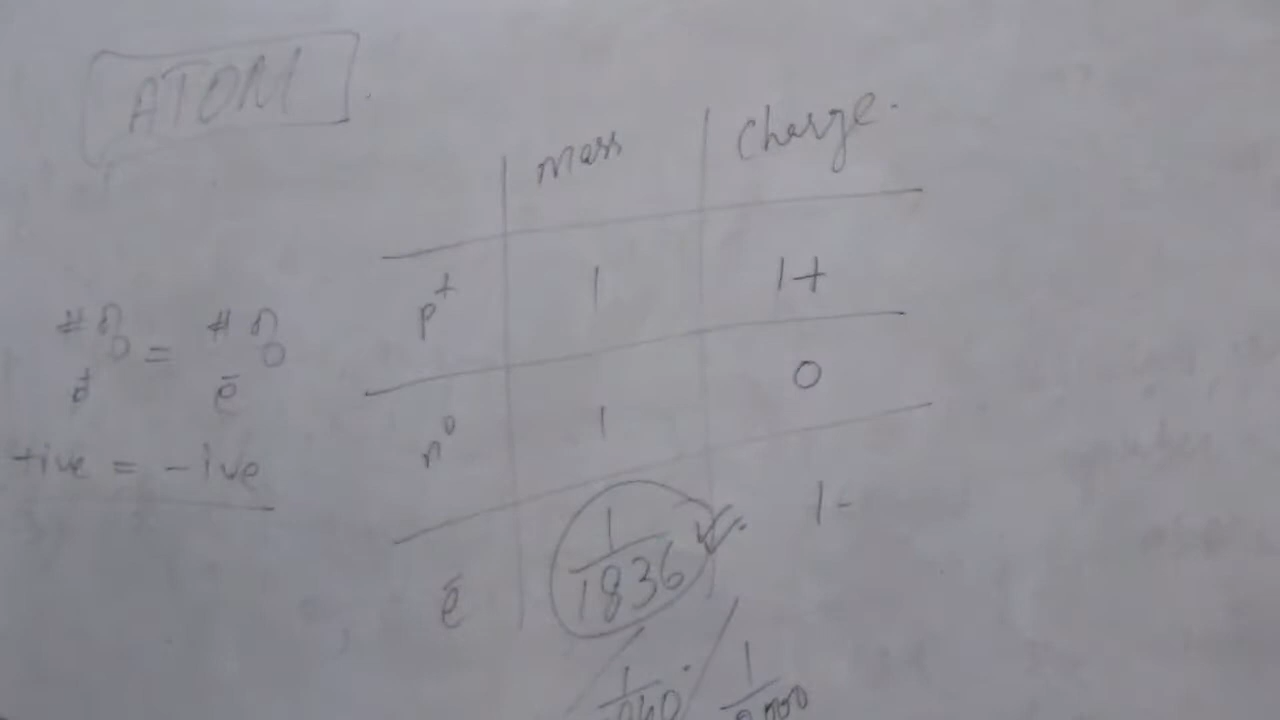 ATOM
mass charge.
p+ 1 1+
n0 1 0
ē 1/1836 1-
# = #
ē
+ive = -ive